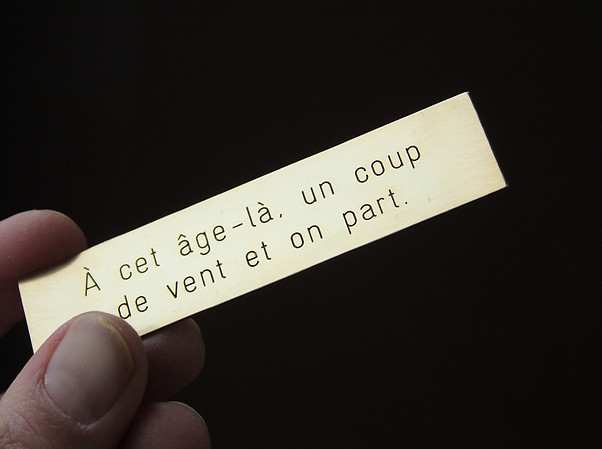 À cet âge-là, un coup
de vent et on part.